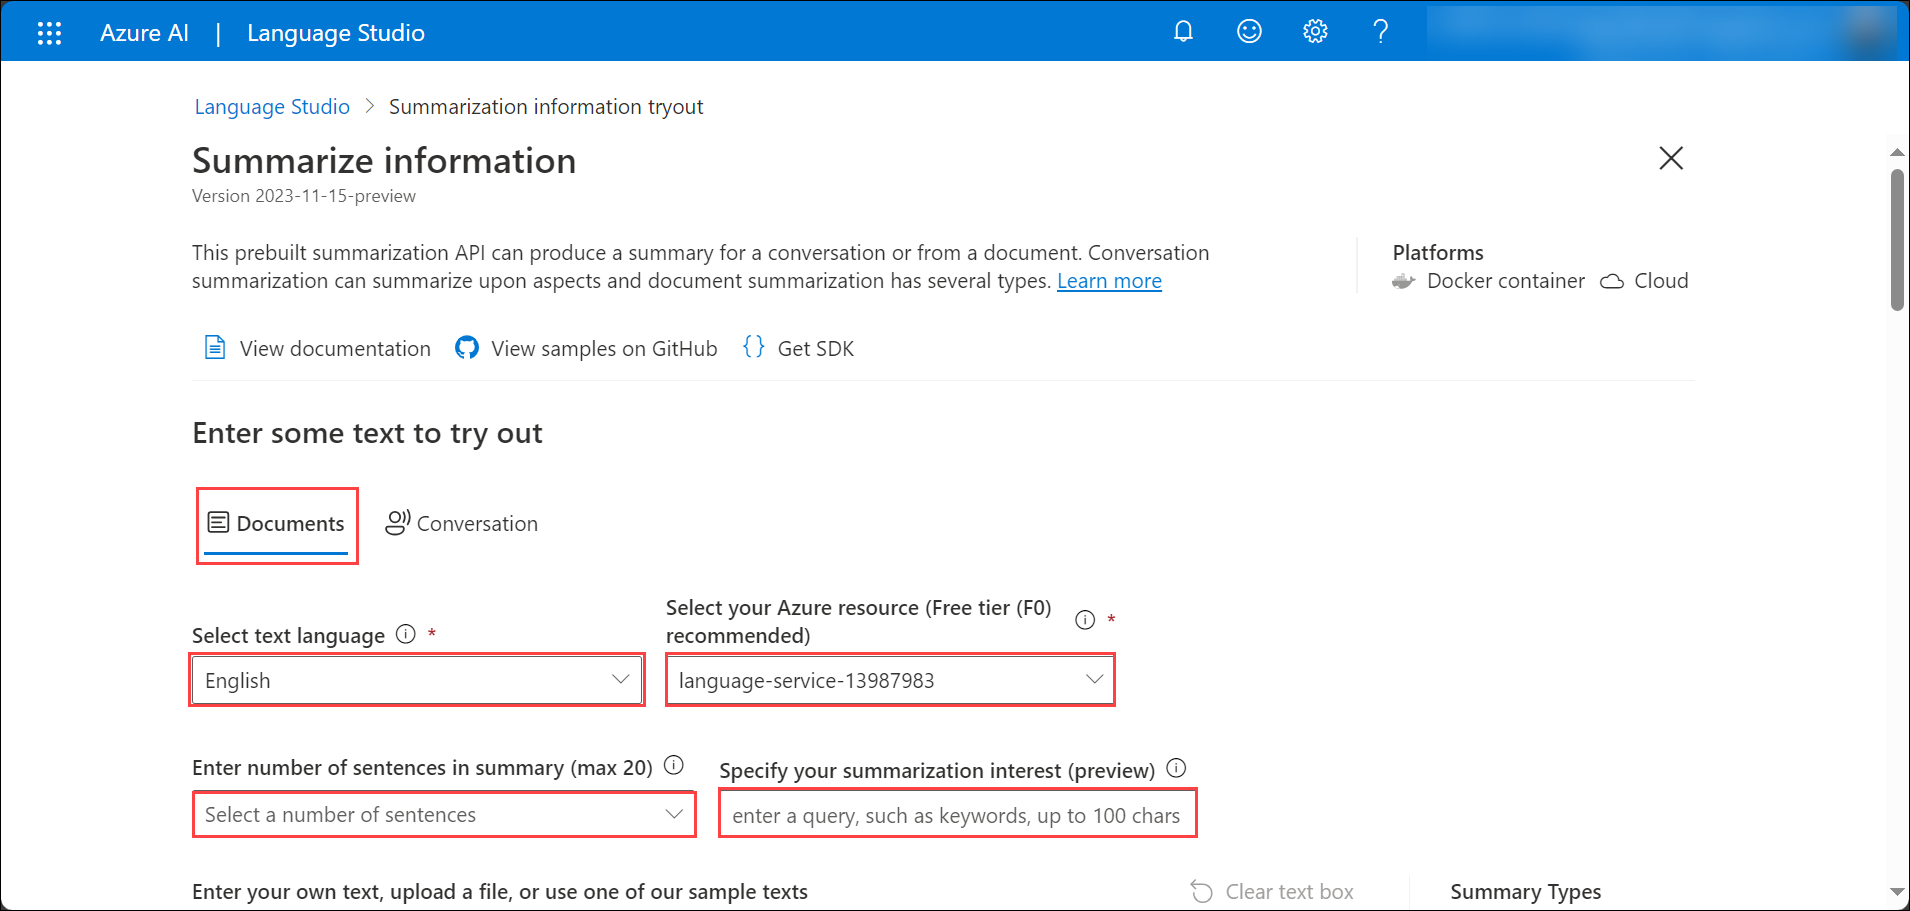 Azure AI | Language Studio
Language Studio > Summarization information tryout
Summarize information
Version 2023-11-15-preview
This prebuilt summarization API can produce a summary for a conversation or from a document. Conversation
summarization can summarize upon aspects and document summarization has several types. Learn more
Platforms
Docker container Cloud
View documentation View samples on GitHub {} Get SDK
Enter some text to try out
Documents Conversation
Select text language *
English
Select your Azure resource (Free tier (F0)
recommended) *
language-service-13987983
Enter number of sentences in summary (max 20)
Select a number of sentences
Specify your summarization interest (preview)
enter a query, such as keywords, up to 100 chars
Enter your own text, upload a file, or use one of our sample texts
Clear text box
Summary Types